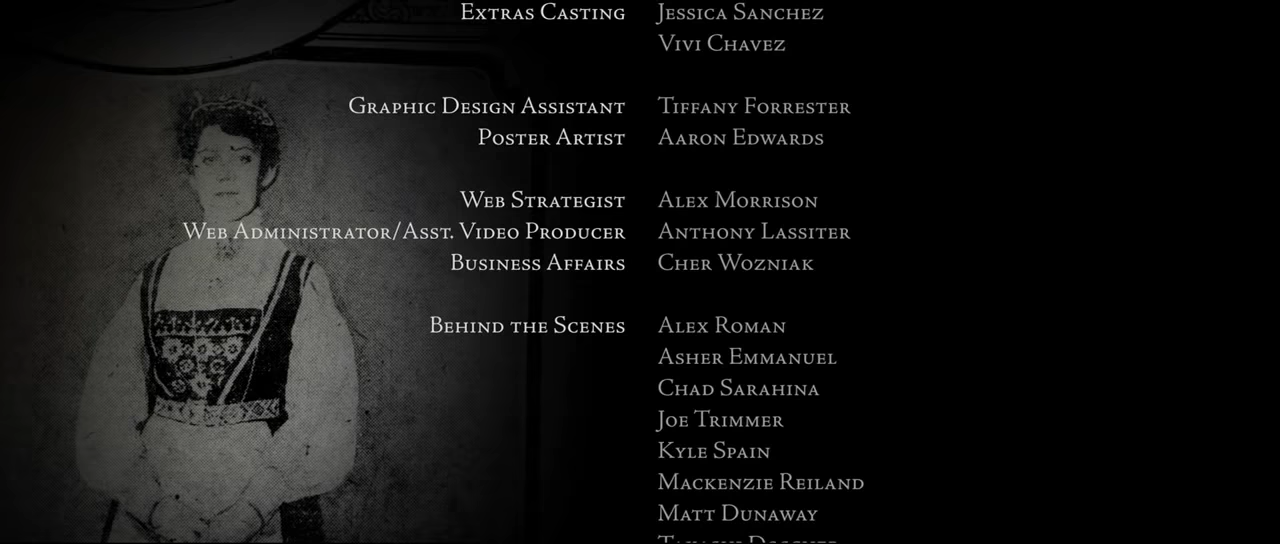 Extras Casting Jessica Sanchez
Vivi Chavez
Graphic Design Assistant Tiffany Forrester
Poster Artist Aaron Edwards
Web Strategist Alex Morrison
Web Administrator/Asst. Video Producer Anthony Lassiter
Business Affairs Cher Wozniak
Behind the Scenes Alex Roman
Asher Emmanuel
Chad Sarahina
Joe Trimmer
Kyle Spain
Mackenzie Reiland
Matt Dunaway